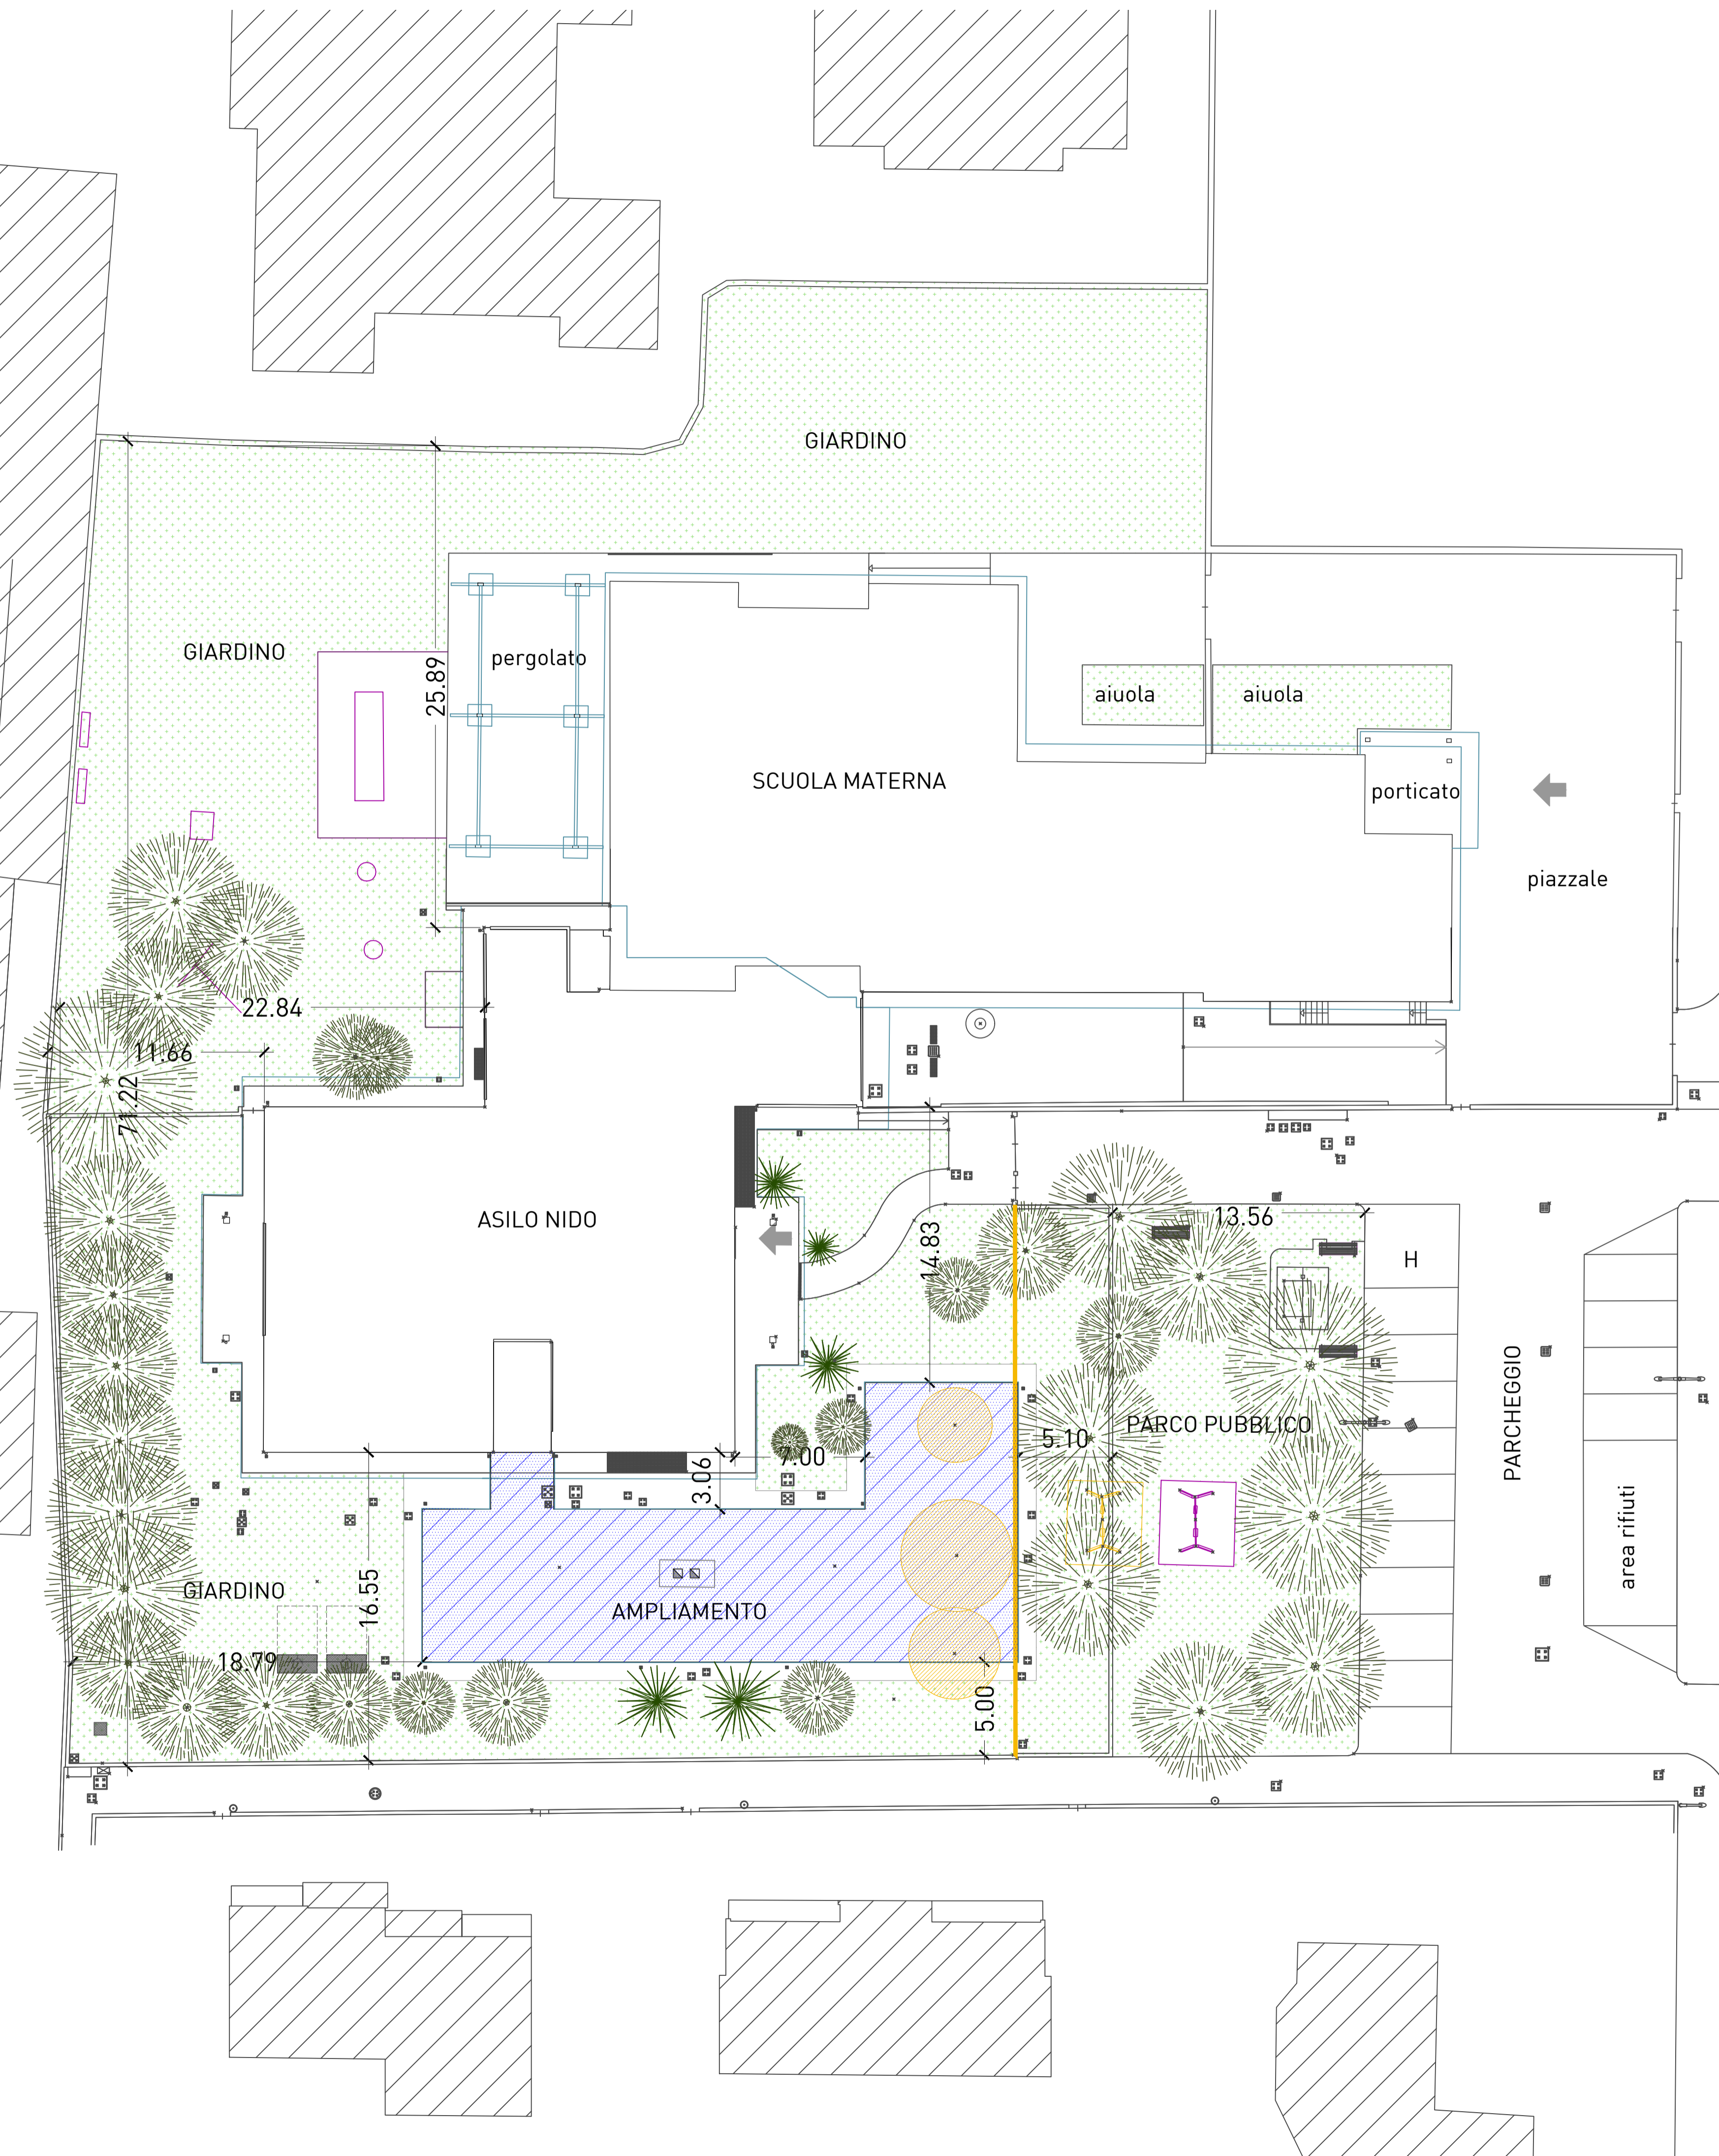 GIARDINO
GIARDINO
pergolato
25.89
aiuola
aiuola
SCUOLA MATERNA
porticato
piazzale
22.84
11.66
71.22
ASILO NIDO
14.83
13.56
H
PARCHEGGIO
PARCO PUBBLICO
5.10
7.00
3.06
area rifiuti
GIARDINO
16.55
AMPLIAMENTO
18.79
5.00